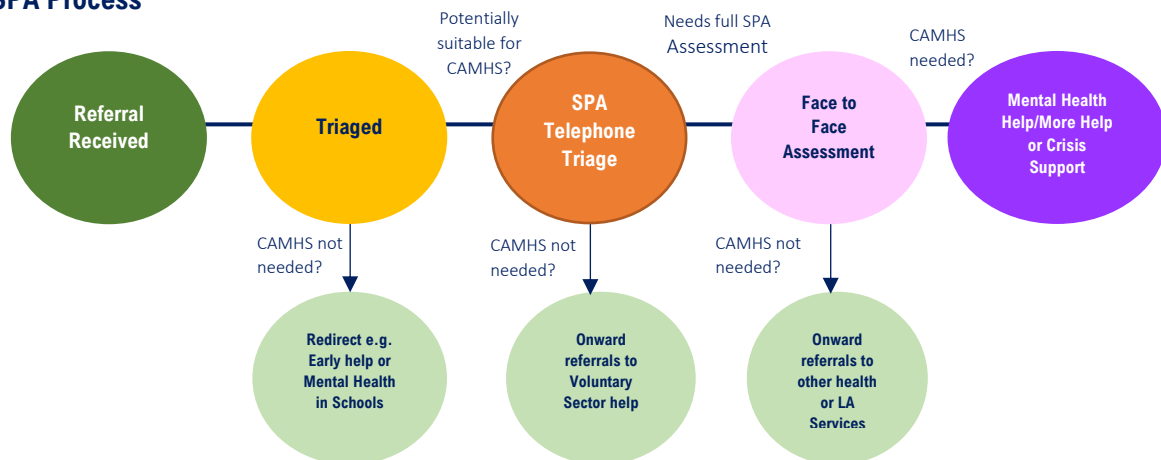 SPA Process
Potentially
suitable for
CAMHS?
Needs full SPA
Assessment
CAMHS
needed?
Referral
Received
Triaged
SPA
Telephone
Triage
Face to
Face
Assessment
Mental Health
Help/More Help
or Crisis
Support
CAMHS not
needed?
CAMHS not
needed?
CAMHS not
needed?
Redirect e.g.
Early help or
Mental Health
in Schools
Onward
referrals to
Voluntary
Sector help
Onward
referrals to
other health
or LA
Services